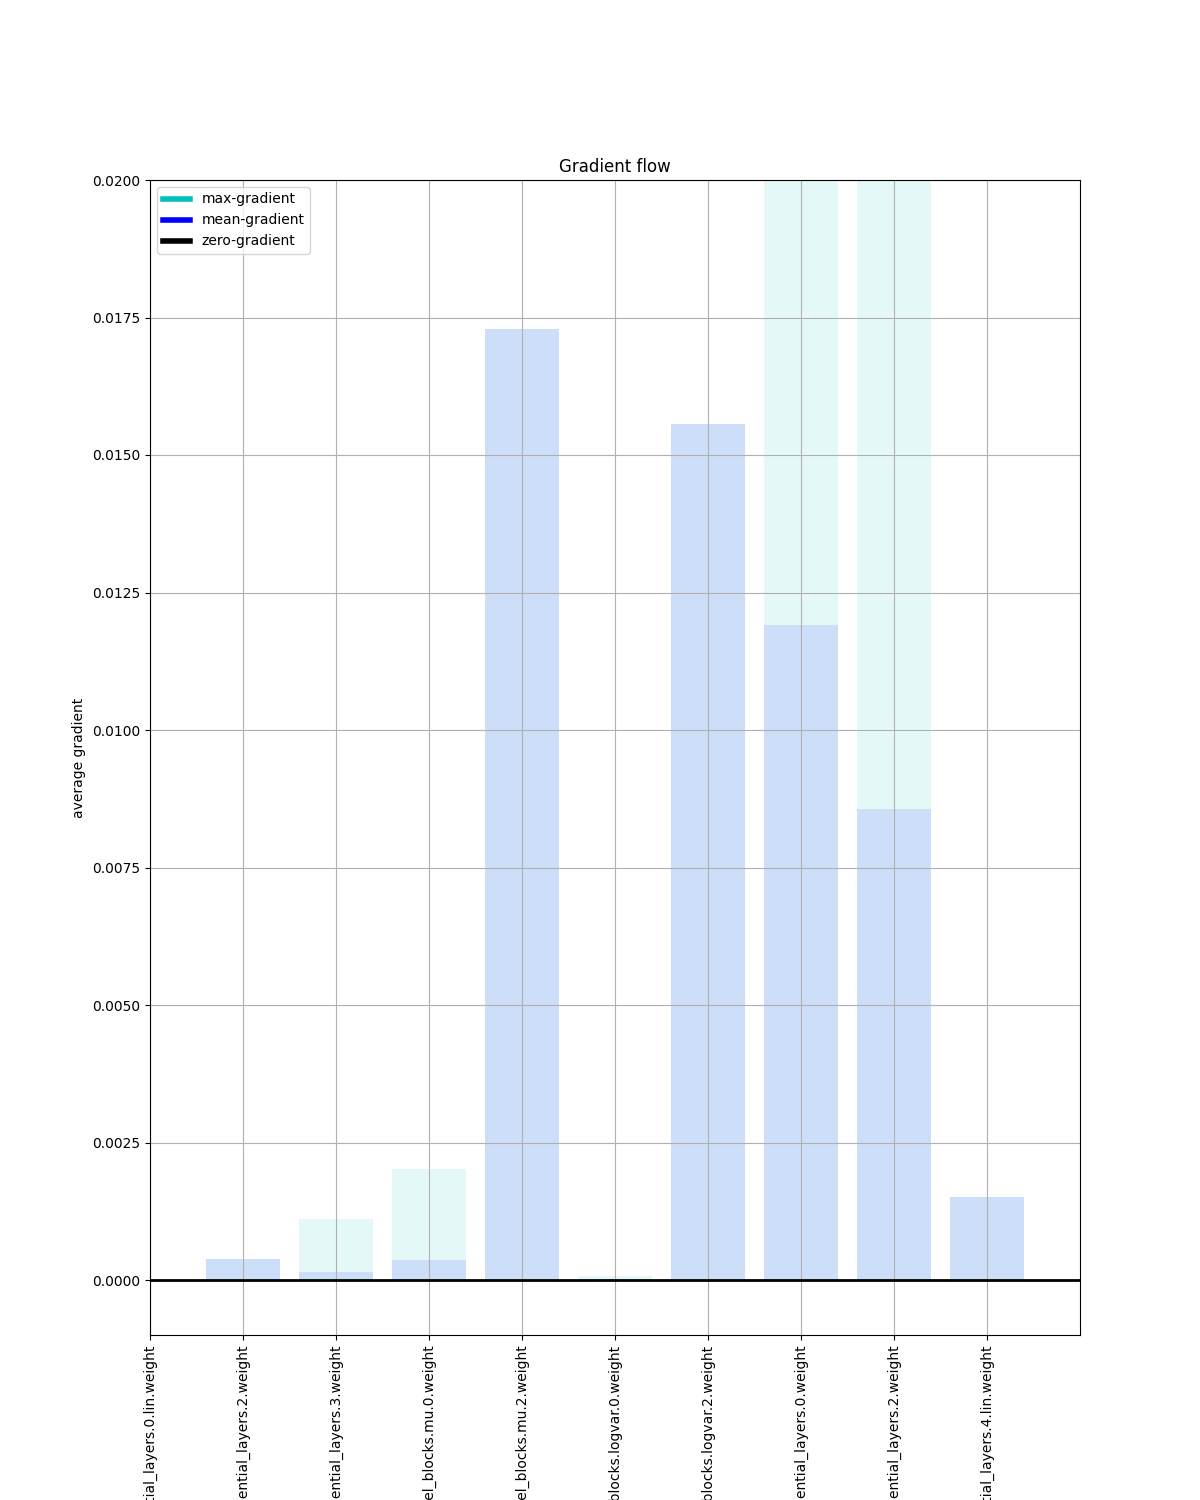 Gradient flow
max-gradient
mean-gradient
zero-gradient
0.0200
0.0175
0.0150
0.0125
0.0100
0.0075
0.0050
0.0025
0.0000
average gradient
tial_layers.0.lin.weight
ential_layers.2.weight
ential_layers.3.weight
el_blocks.mu.0.weight
el_blocks.mu.2.weight
blocks.logvar.0.weight
blocks.logvar.2.weight
ential_layers.0.weight
ential_layers.2.weight
tial_layers.4.lin.weight